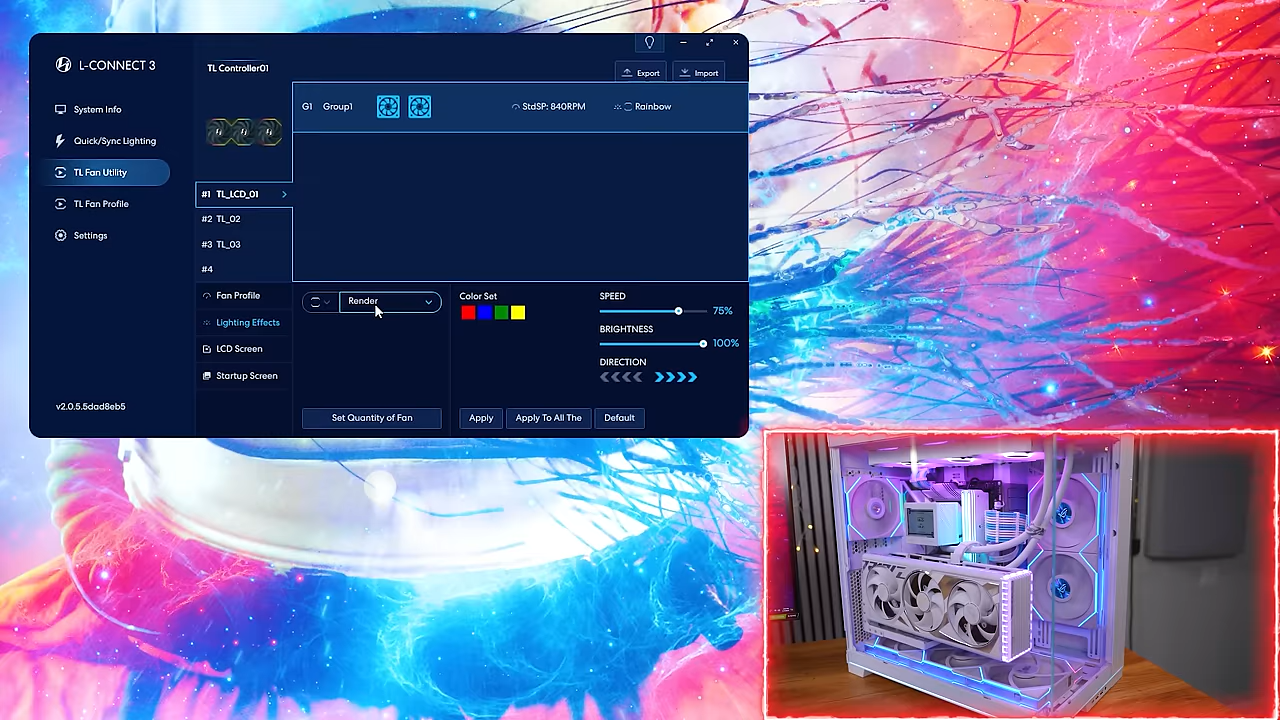 L-CONNECT 3
System Info
Quick/Sync Lighting
TL Fan Utility
TL Fan Profile
Settings
v2.0.5.5dad8eb5
TL Controller01
Export
Import
#1 TL_LCD_01
#2 TL_02
#3 TL_03
#4
G1 Group1 StdSP: 840RPM Rainbow
Fan Profile
Lighting Effects
LCD Screen
Startup Screen
Render
Set Quantity of Fan
Color Set
Apply
Apply To All The
Default
SPEED
75%
BRIGHTNESS
100%
DIRECTION